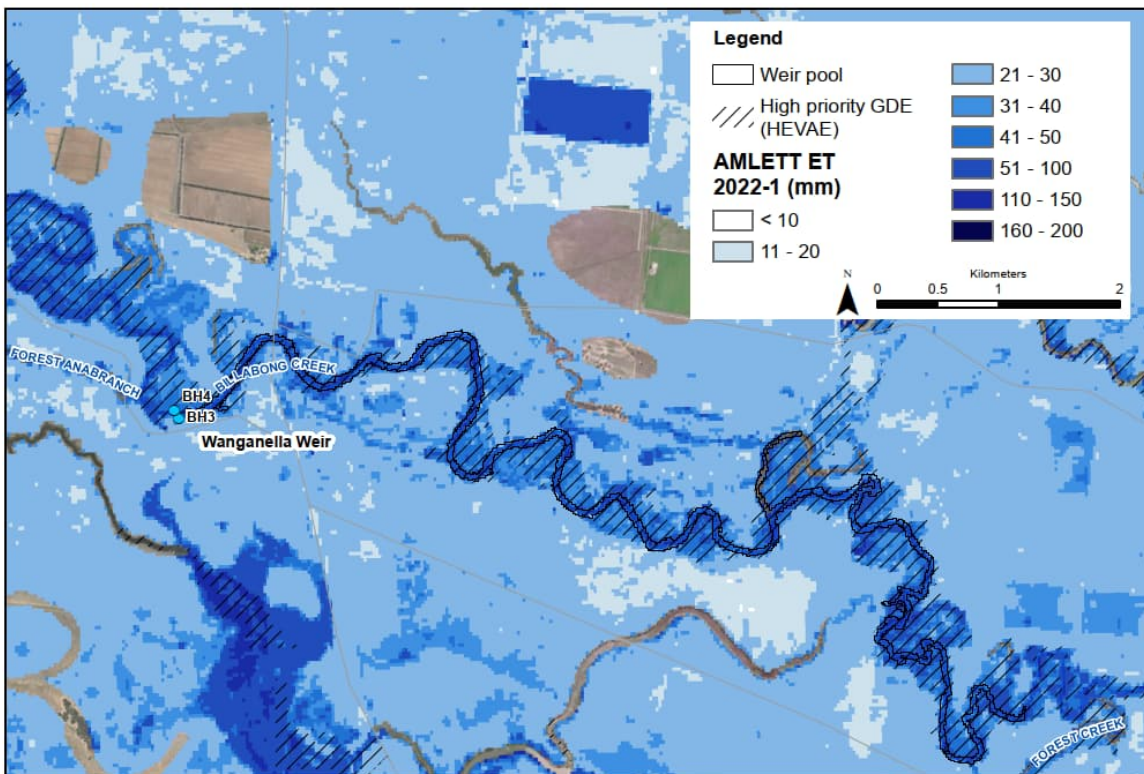 Legend
Weir pool
High priority GDE
(HEVAE)
AMLETT ET
2022-1 (mm)
< 10
11 - 20
21 - 30
31 - 40
41 - 50
51 - 100
110 - 150
160 - 200
N
Kilometers
0 0.5 1 2
FOREST ANABRANCH
BILLABONG CREEK
BH4
BH3
Wanganella Weir
FOREST CREEK